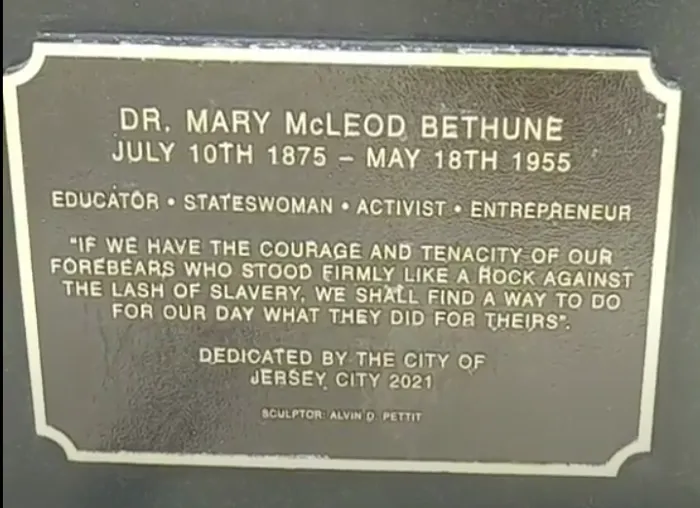 DR. MARY McLEOD BETHUNE
JULY 10TH 1875 – MAY 18TH 1955
EDUCATOR • STATESWOMAN • ACTIVIST • ENTREPRENEUR
"IF WE HAVE THE COURAGE AND TENACITY OF OUR
FOREBEARS WHO STOOD FIRMLY LIKE A ROCK AGAINST
THE LASH OF SLAVERY, WE SHALL FIND A WAY TO DO
FOR OUR DAY WHAT THEY DID FOR THEIRS".
DEDICATED BY THE CITY OF
JERSEY CITY 2021
SCULPTOR: ALVIN D. PETTIT